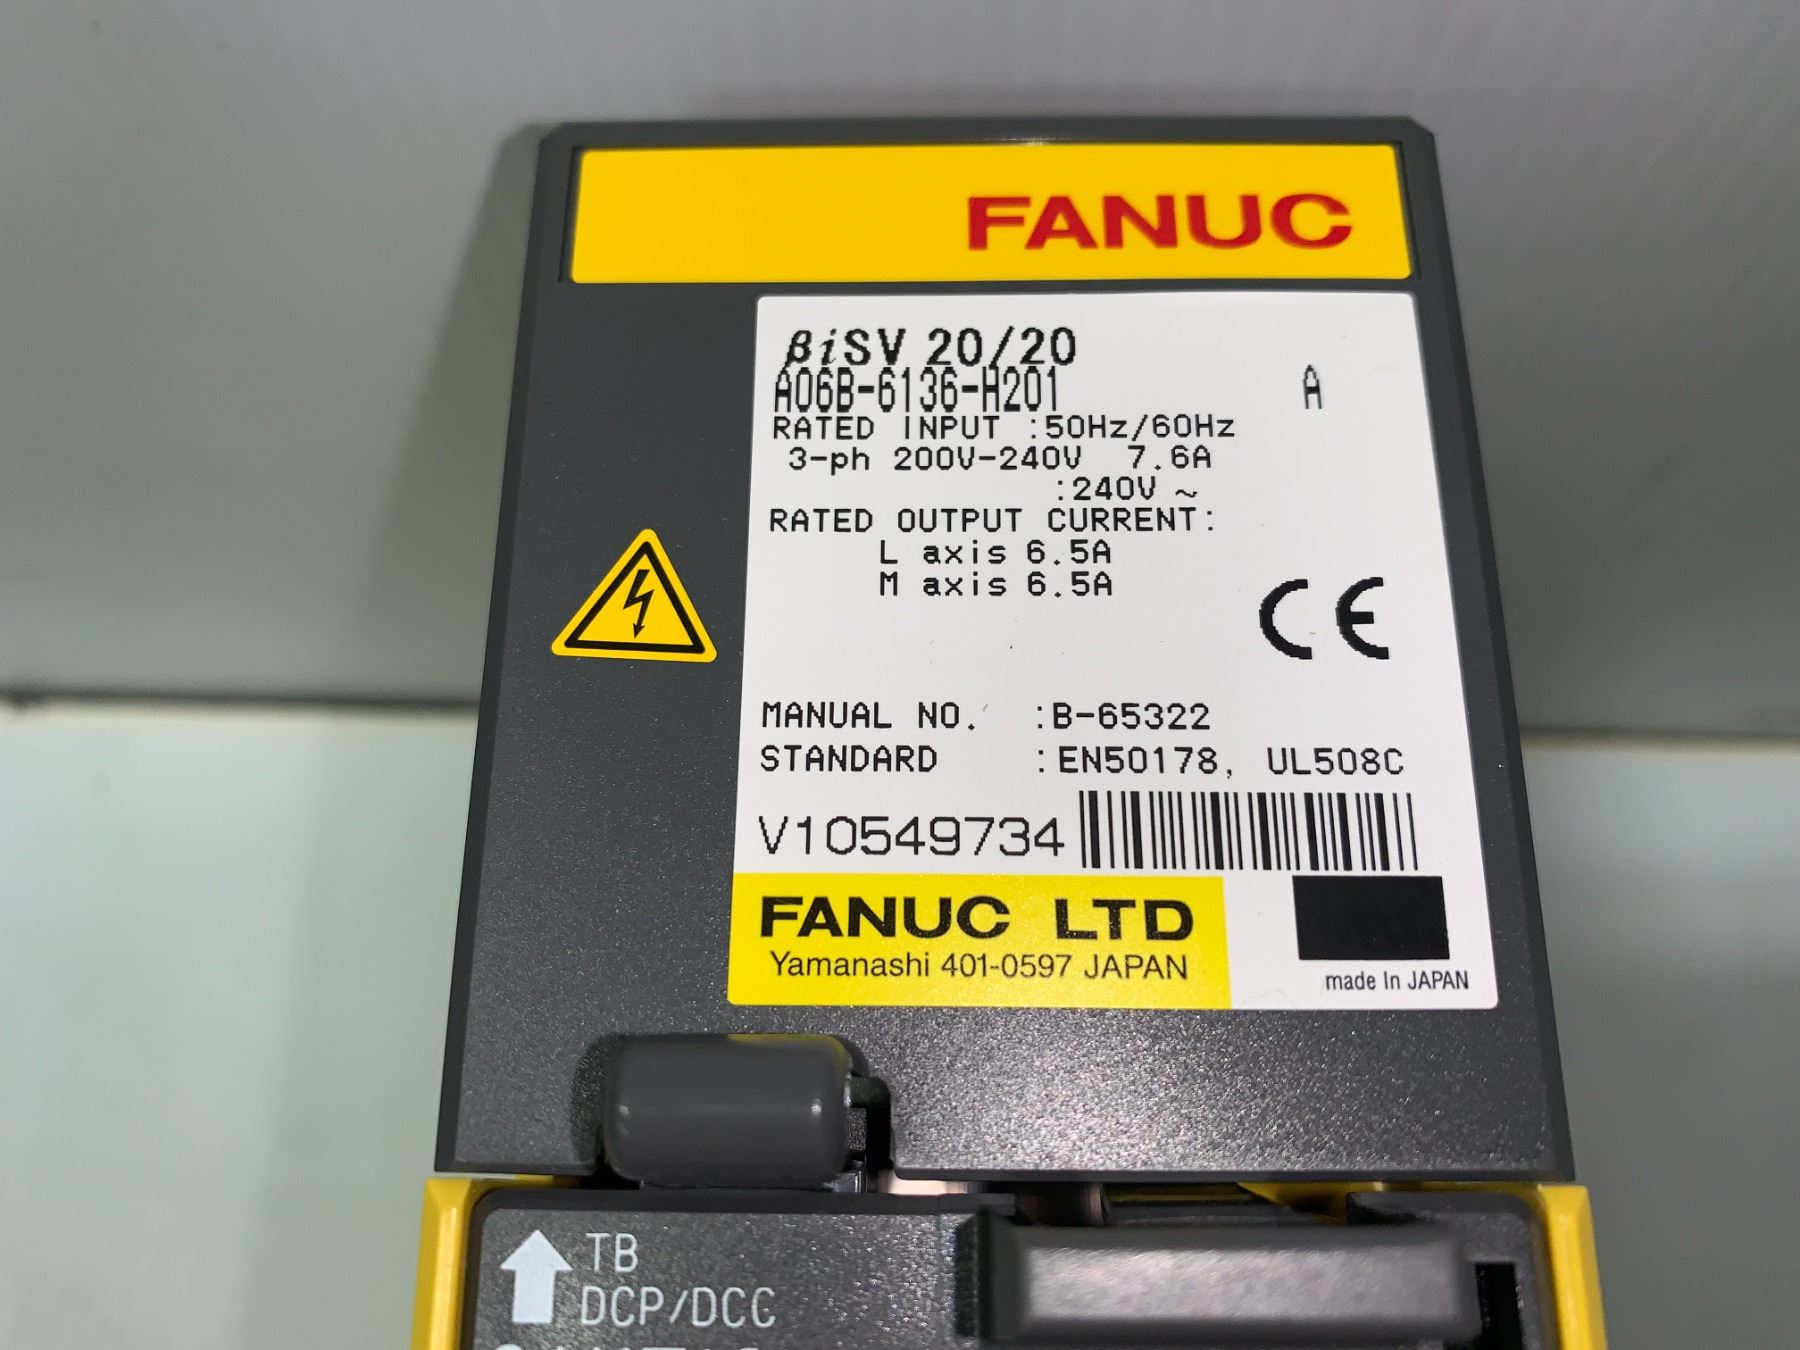 FANUC
βiSV 20/20
A06B-6136-H201 A
RATED INPUT :50Hz/60Hz
3-ph 200V-240V 7.6A
:240V ~
RATED OUTPUT CURRENT:
L axis 6.5A
M axis 6.5A
CE
MANUAL NO. :B-65322
STANDARD :EN50178, UL508C
V10549734
FANUC LTD
Yamanashi 401-0597 JAPAN
made In JAPAN
TB
DCP/DCC